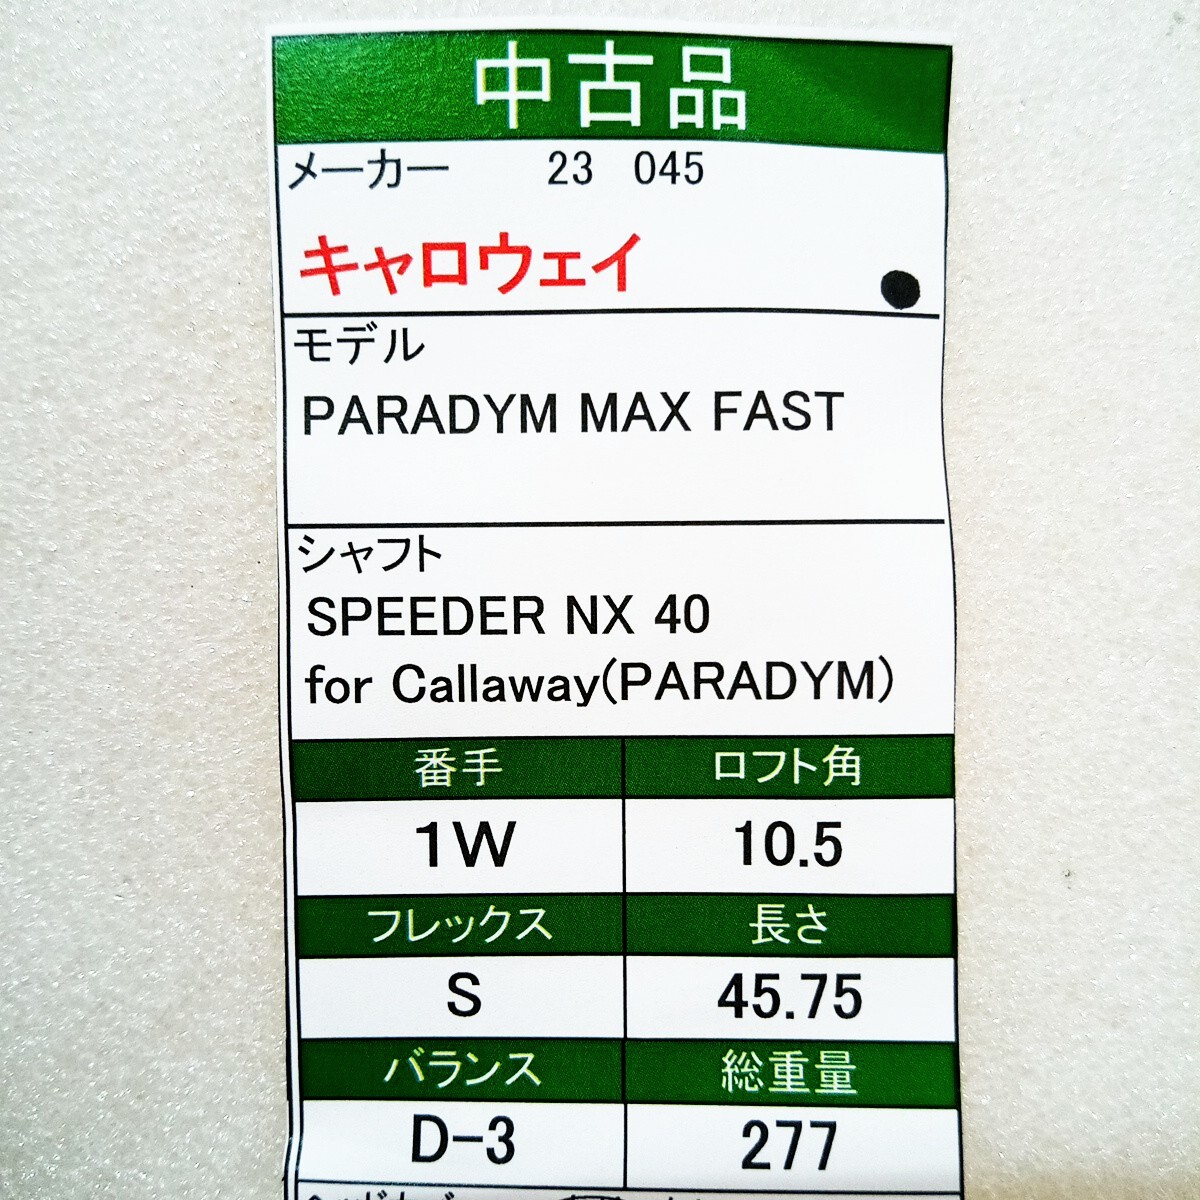 中古品
メーカー 23 045
キャロウェイ
モデル
PARADYM MAX FAST
シャフト
SPEEDER NX 40
for Callaway(PARADYM)
番手 ロフト角
1W 10.5
フレックス 長さ
S 45.75
バランス 総重量
D-3 277